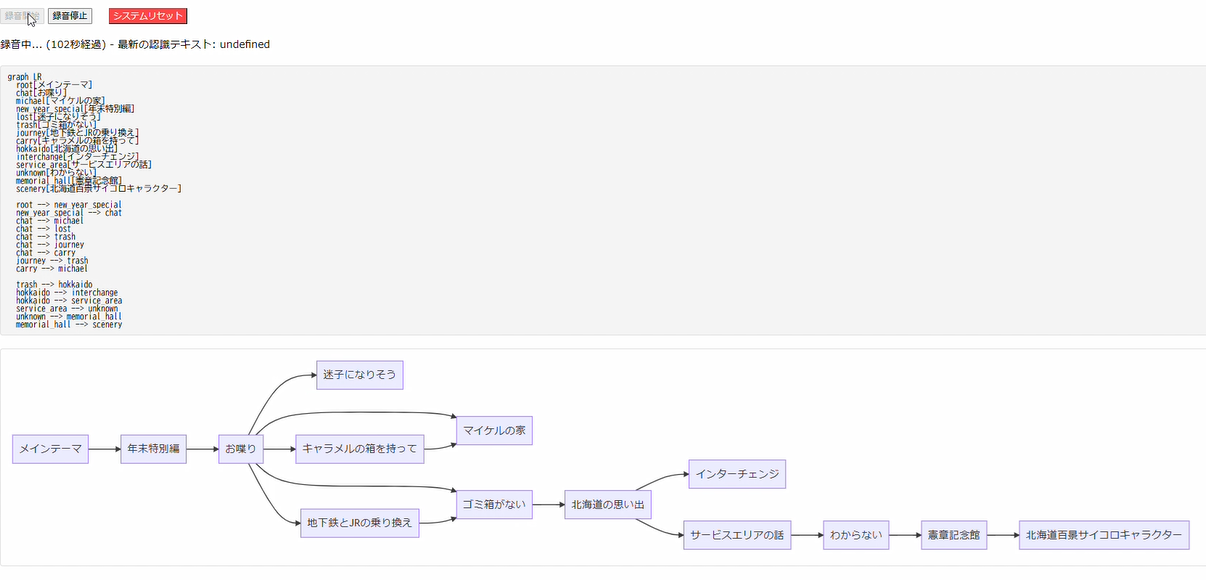 録音開始 録音停止 システムリセット
録音中... (102秒経過) - 最新の認識テキスト: undefined
graph LR
root[メインテーマ]
chat[お喋り]
michael[マイケルの家]
new_year_special[年末特別編]
lost[迷子になりそう]
trash[ゴミ箱がない]
journey[地下鉄とJRの乗り換え]
carry[キャラメルの箱を持って]
hokkaido[北海道の思い出]
interchange[インターチェンジ]
service_area[サービスエリアの話]
unknown[わからない]
memorial_hall[憲章記念館]
scenery[北海道百景サイコロキャラクター]
root --> new_year_special
new_year_special --> chat
chat --> michael
chat --> lost
chat --> trash
chat --> journey
chat --> carry
journey --> trash
carry --> michael
trash --> hokkaido
hokkaido --> interchange
hokkaido --> service_area
service_area --> unknown
unknown --> memorial_hall
memorial_hall --> scenery
迷子になりそう
マイケルの家
メインテーマ 年末特別編 お喋り キャラメルの箱を持って
インターチェンジ
ゴミ箱がない 北海道の思い出
地下鉄とJRの乗り換え
サービスエリアの話 わからない 憲章記念館 北海道百景サイコロキャラクター